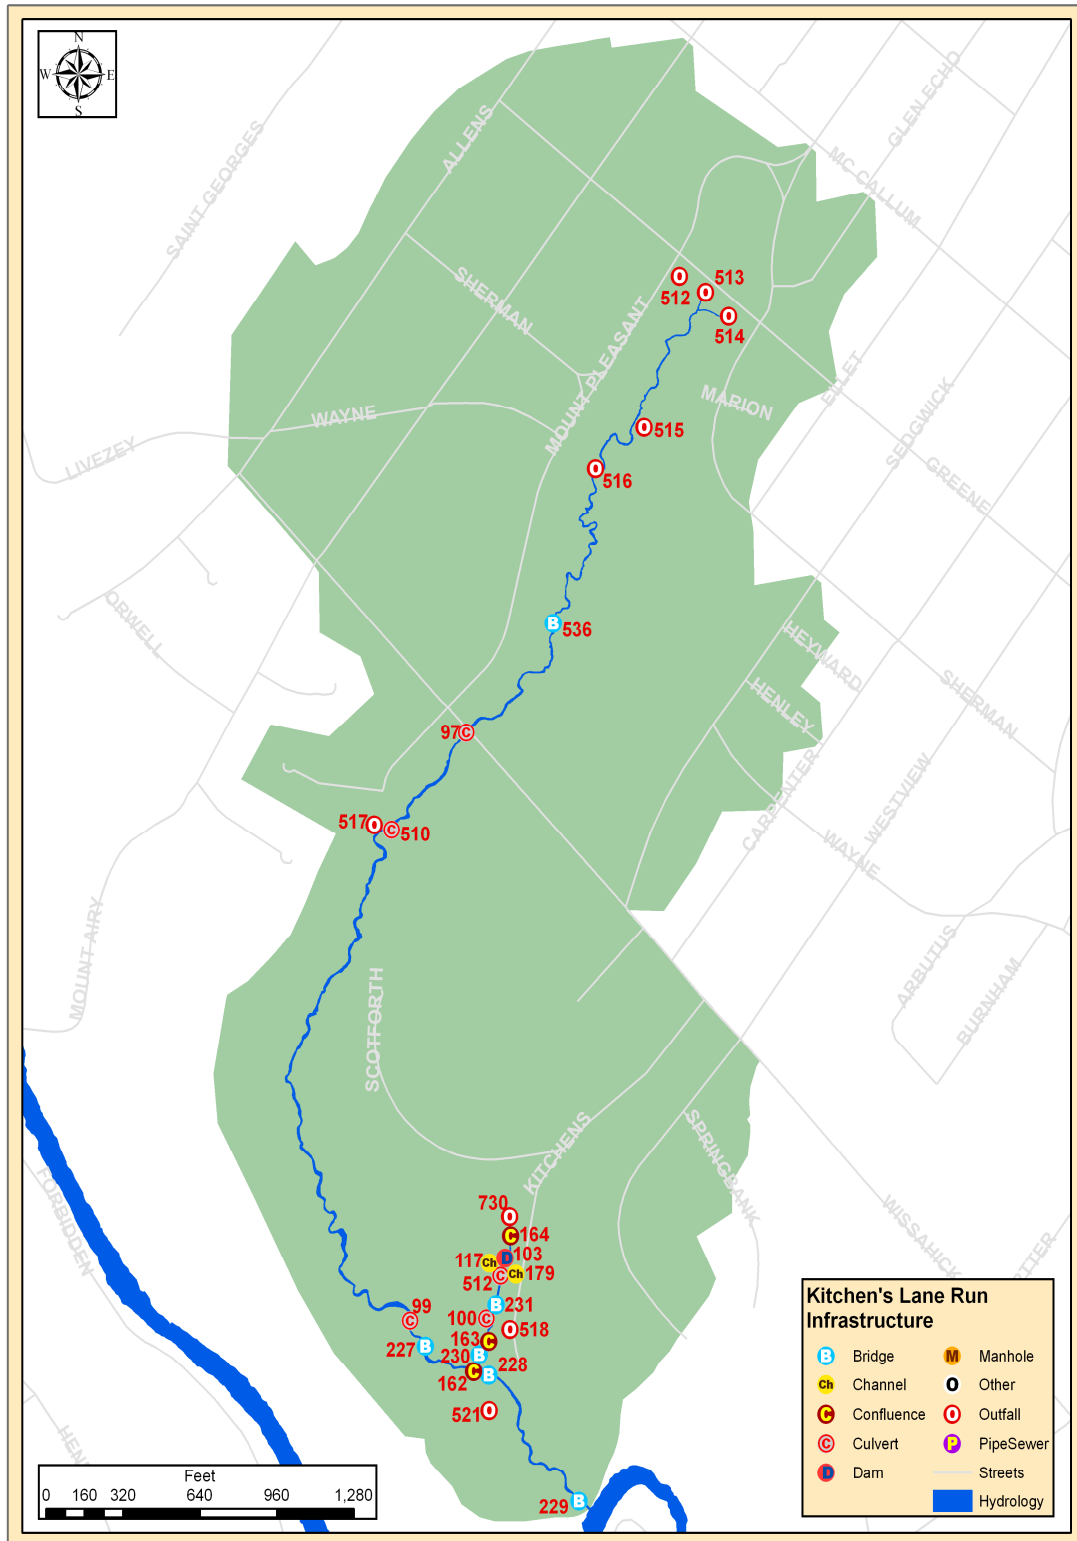 N
W E
S
SAINT GEORGES
ALLENS
GLEN ECHO
MC CALLUM
SHERMAN
MOUNT PLEASANT
513
512
514
MARION
ELLET
SEDGWICK
GREENE
WAYNE
LIVEZEY
515
516
ORWELL
536
HEYWARD
HENLEY
SHERMAN
97
CARPENTER
WESTVIEW
WAYNE
517
510
MOUNT AIRY
SCOTFORTH
ARBUTUS
BURNHAM
KITCHENS
SPRINGBANK
WISSAHICK
FORBIDDEN
730
164
117
103
179
512
231
99
100
518
163
227
230
228
162
521
229
Kitchen's Lane Run
Infrastructure
B Bridge
Ch Channel
C Confluence
C Culvert
D Dam
M Manhole
O Other
O Outfall
P PipeSewer
Streets
Hydrology
Feet
0 160 320 640 960 1,280